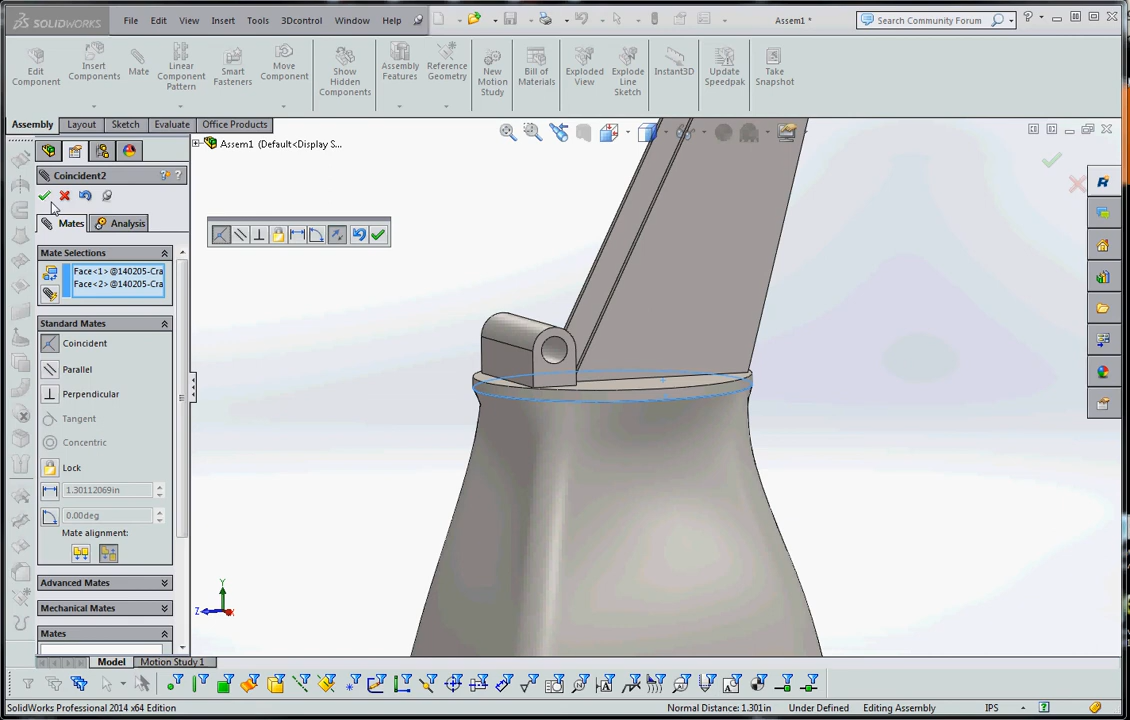 SOLIDWORKS File Edit View Insert Tools 3Dcontrol Window Help Assem1 * Search Community Forum
Edit Component
Insert Components
Mate
Linear Component Pattern
Smart Fasteners
Move Component
Show Hidden Components
Assembly Features
Reference Geometry
New Motion Study
Bill of Materials
Exploded View
Explode Line Sketch
Instant3D
Update Speedpak
Take Snapshot
Assembly Layout Sketch Evaluate Office Products
Assem1 (Default<Display S...
Coincident2
Mates Analysis
Mate Selections
Face<1>@140205-Cra
Face<2>@140205-Cra
Standard Mates
Coincident
Parallel
Perpendicular
Tangent
Concentric
Lock
1.30112069in
0.00deg
Mate alignment:
Advanced Mates
Mechanical Mates
Mates
Y
Z
Model Motion Study 1
SolidWorks Professional 2014 x64 Edition Normal Distance: 1.301in Under Defined Editing Assembly IPS